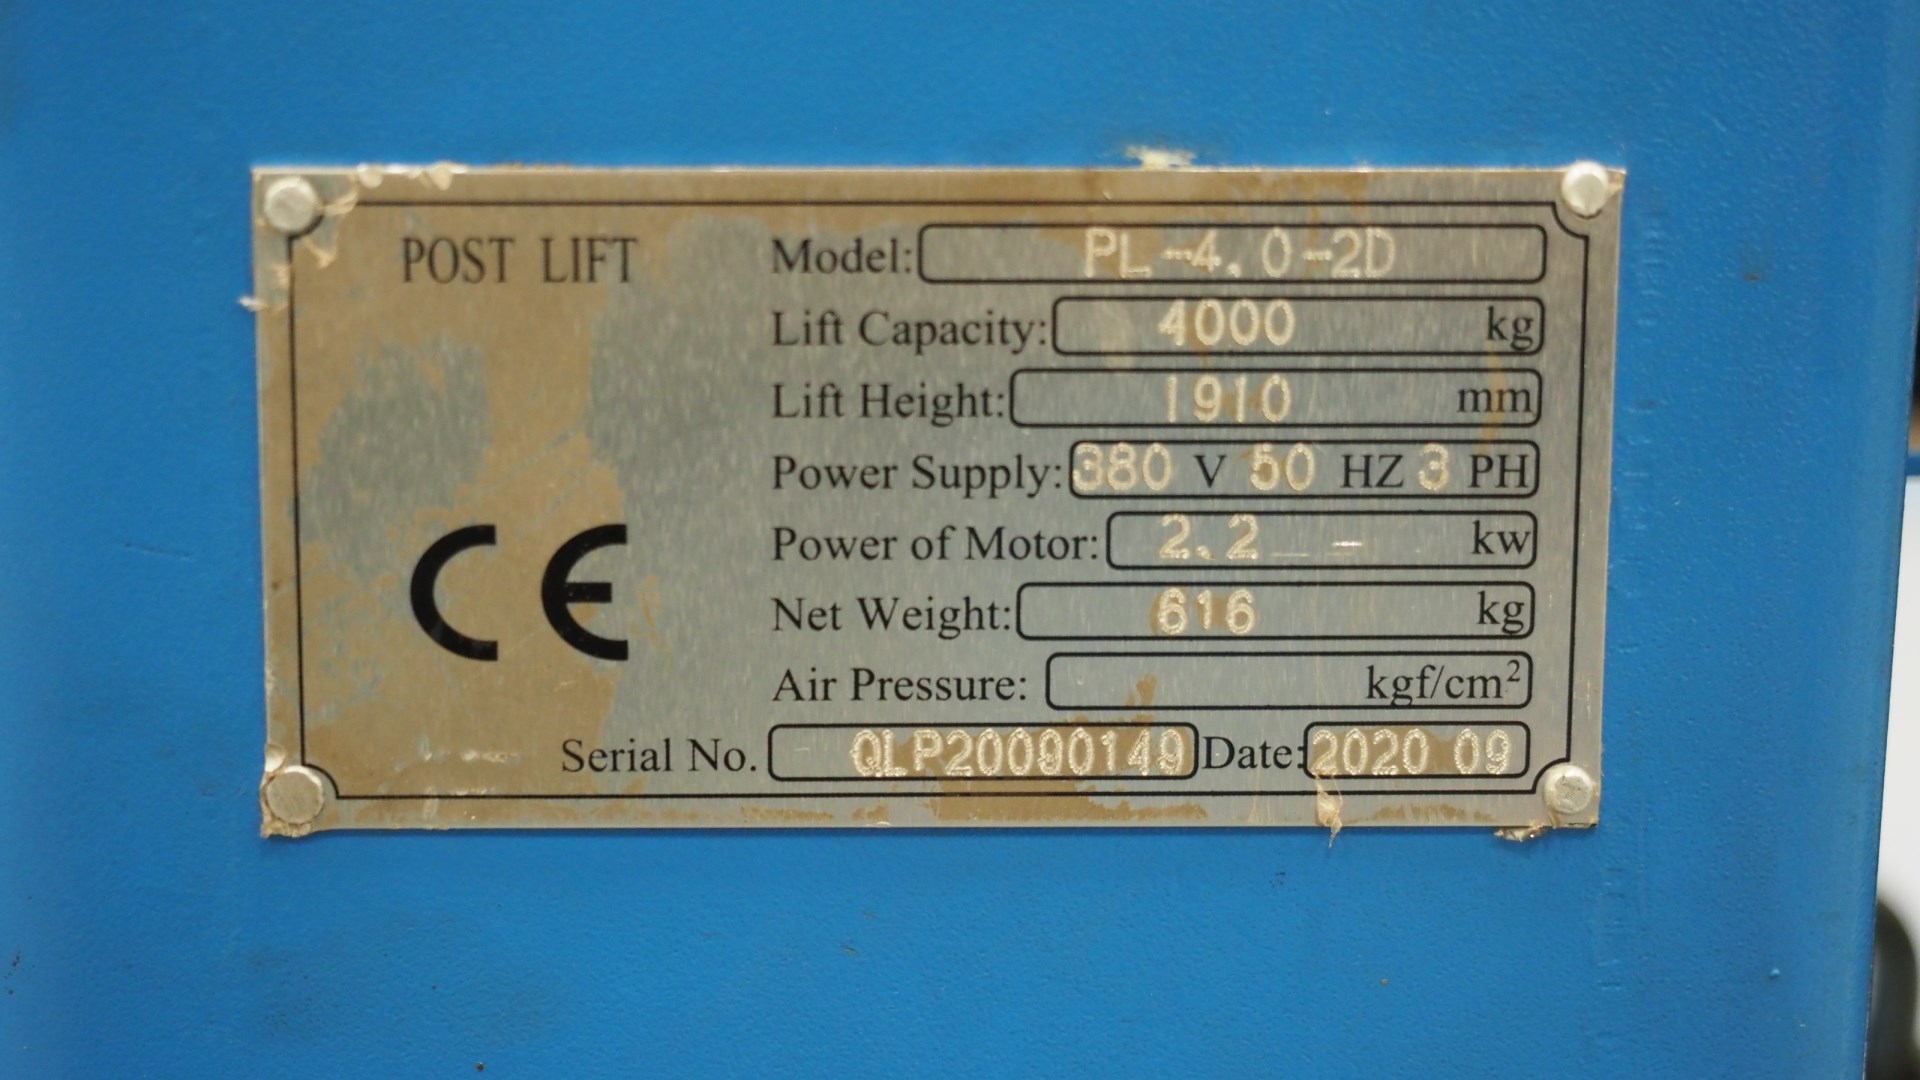 POST LIFT
Model: PL-4.0-2D
Lift Capacity: 4000 kg
Lift Height: 1910 mm
Power Supply: 380 V 50 HZ 3 PH
Power of Motor: 2.2 kw
Net Weight: 616 kg
Air Pressure: kgf/cm²
CE
Serial No. QLP20090149 Date: 2020 09